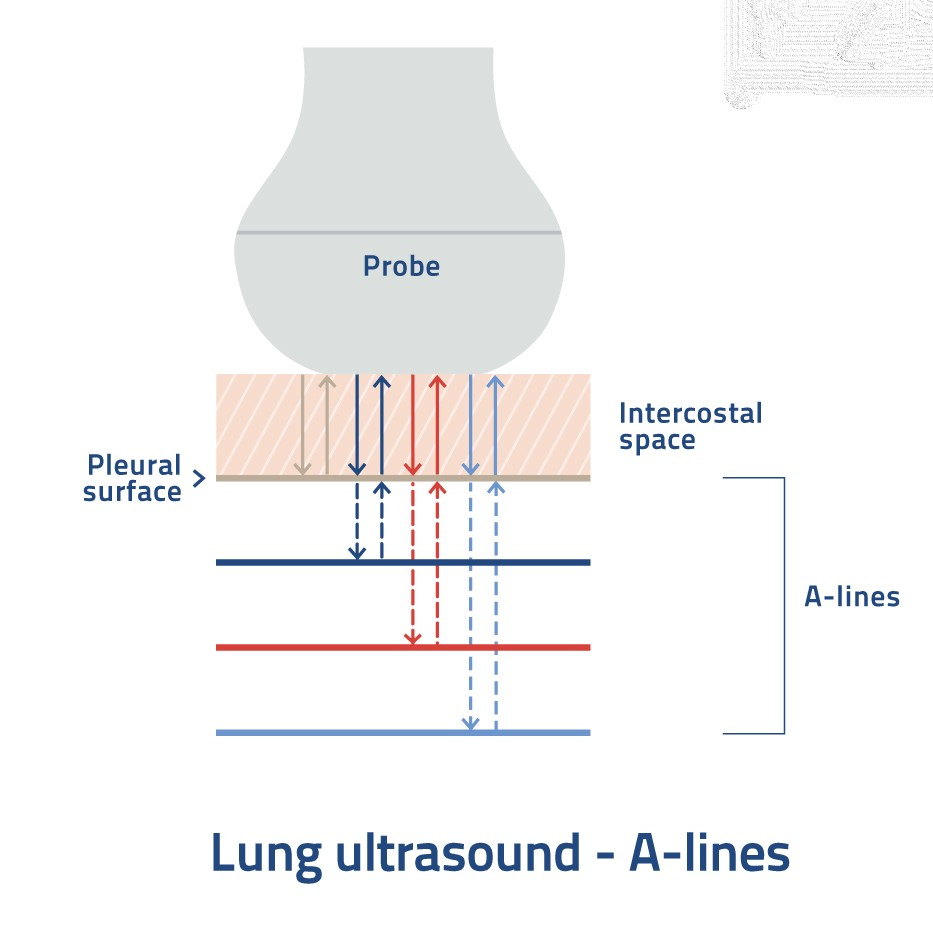 Probe
Intercostal
space
Pleural
surface
A-lines
Lung ultrasound - A-lines